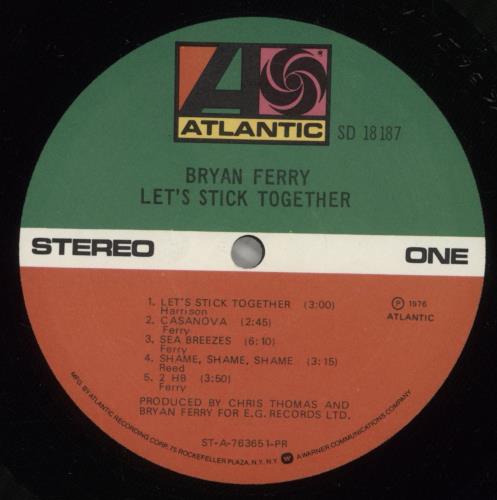 ATLANTIC
SD 18187
BRYAN FERRY
LET'S STICK TOGETHER
STEREO
ONE
1. LET'S STICK TOGETHER (3:00)
Harrison
2. CASANOVA (2:45)
Ferry
3. SEA BREEZES (6:10)
Ferry
4. SHAME, SHAME, SHAME (3:15)
Reed
5. 2 HB (3:50)
Ferry
℗ 1976
ATLANTIC
PRODUCED BY CHRIS THOMAS AND
BRYAN FERRY FOR E.G. RECORDS LTD.
ST-A-763651-PR
MFG. BY ATLANTIC RECORDING CORP., 75 ROCKEFELLER PLAZA, N.Y. N.Y. A WARNER COMMUNICATIONS COMPANY